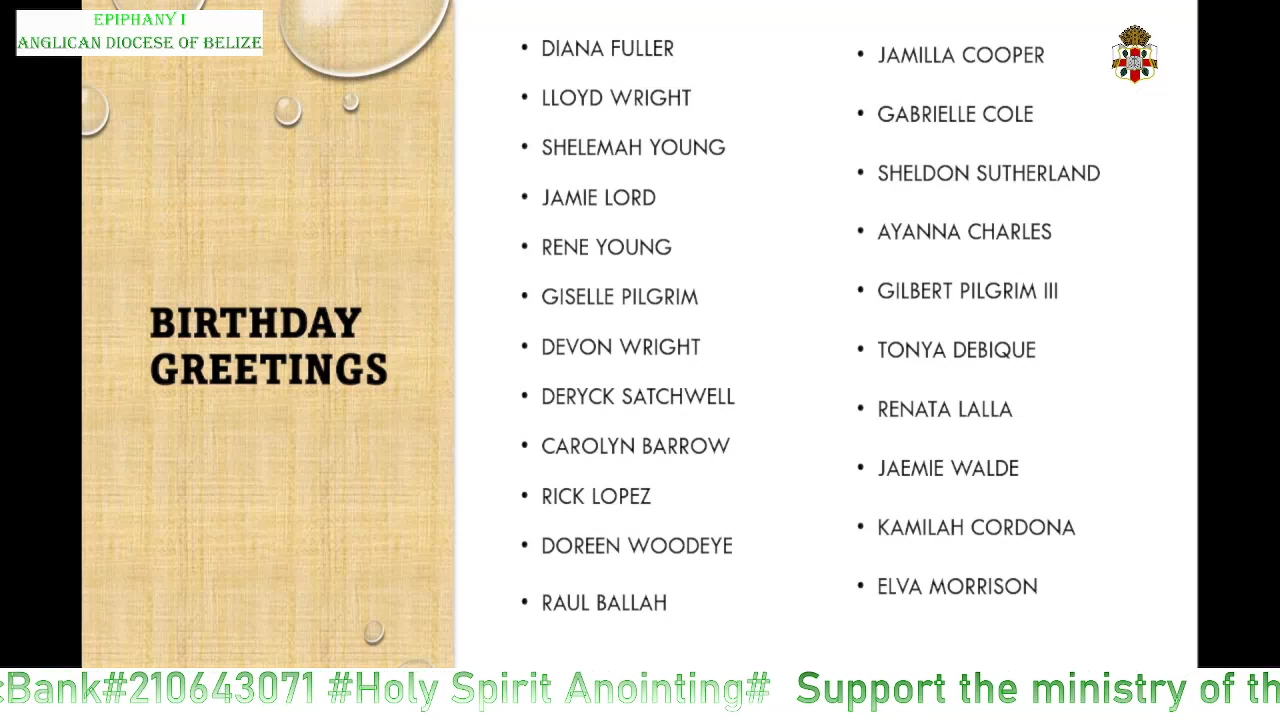 EPIPHANY I
ANGLICAN DIOCESE OF BELIZE
BIRTHDAY
GREETINGS
• DIANA FULLER
• LLOYD WRIGHT
• SHELEMAH YOUNG
• JAMIE LORD
• RENE YOUNG
• GISELLE PILGRIM
• DEVON WRIGHT
• DERYCK SATCHWELL
• CAROLYN BARROW
• RICK LOPEZ
• DOREEN WOODEYE
• RAUL BALLAH
• JAMILLA COOPER
• GABRIELLE COLE
• SHELDON SUTHERLAND
• AYANNA CHARLES
• GILBERT PILGRIM III
• TONYA DEBIQUE
• RENATA LALLA
• JAEMIE WALDE
• KAMILAH CORDONA
• ELVA MORRISON
Bank#210643071 #Holy Spirit Anointing# Support the ministry of th